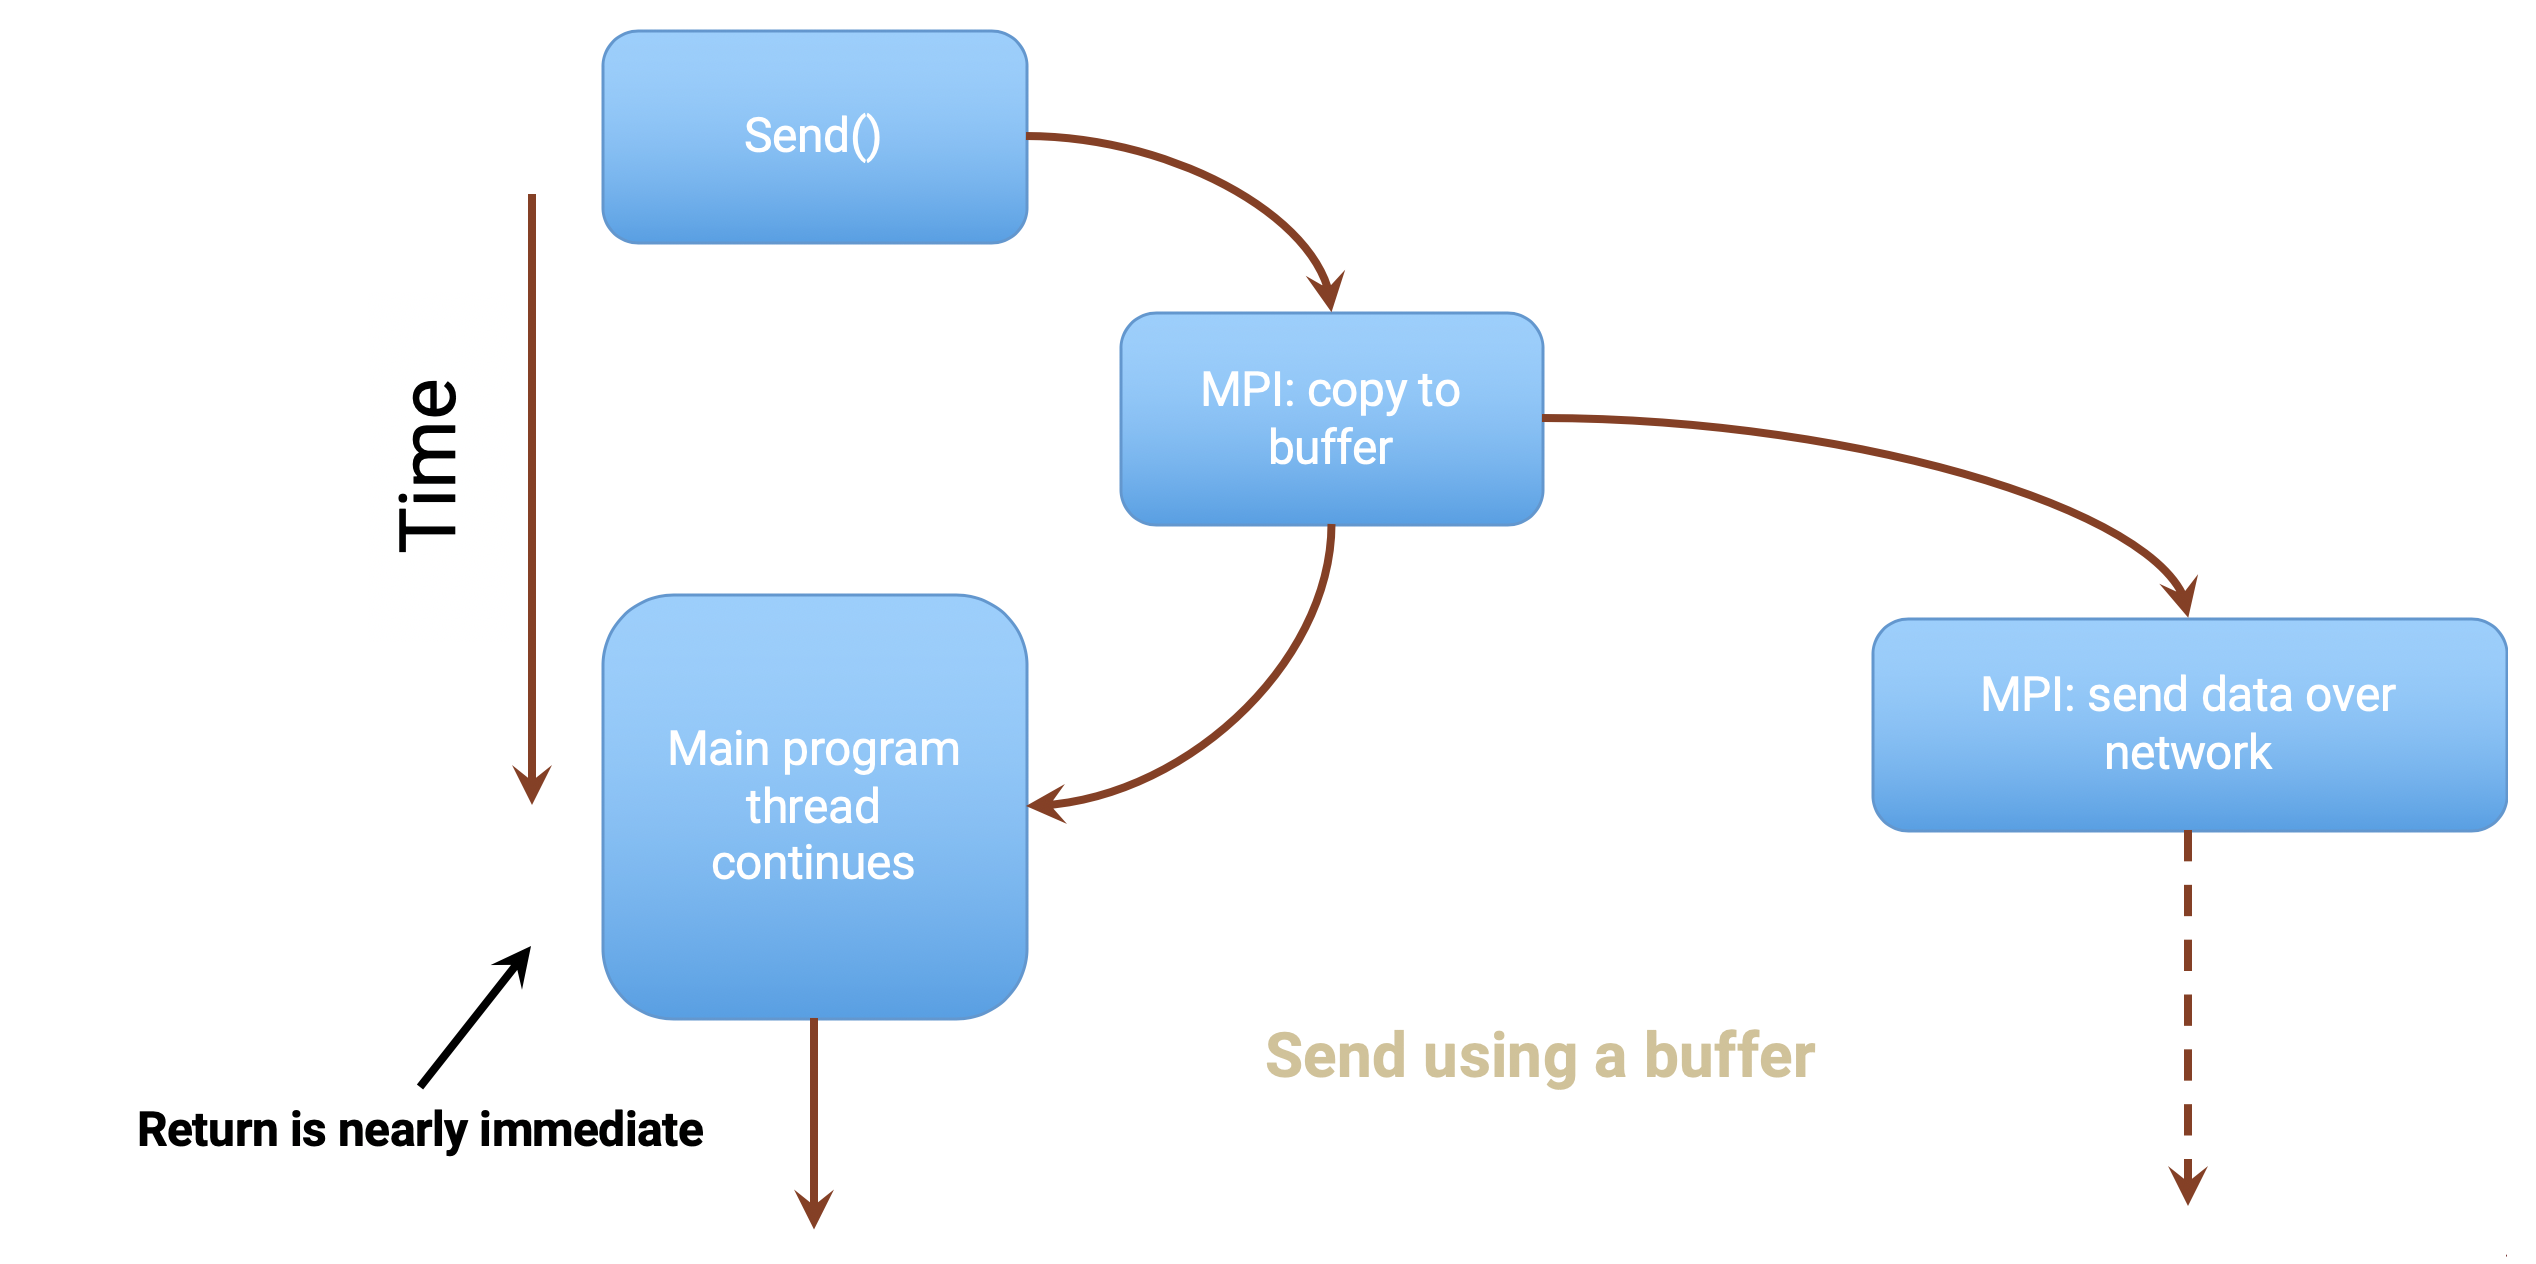 Send()
MPI: copy to
buffer
Time
Main program
thread
continues
MPI: send data over
network
Send using a buffer
Return is nearly immediate